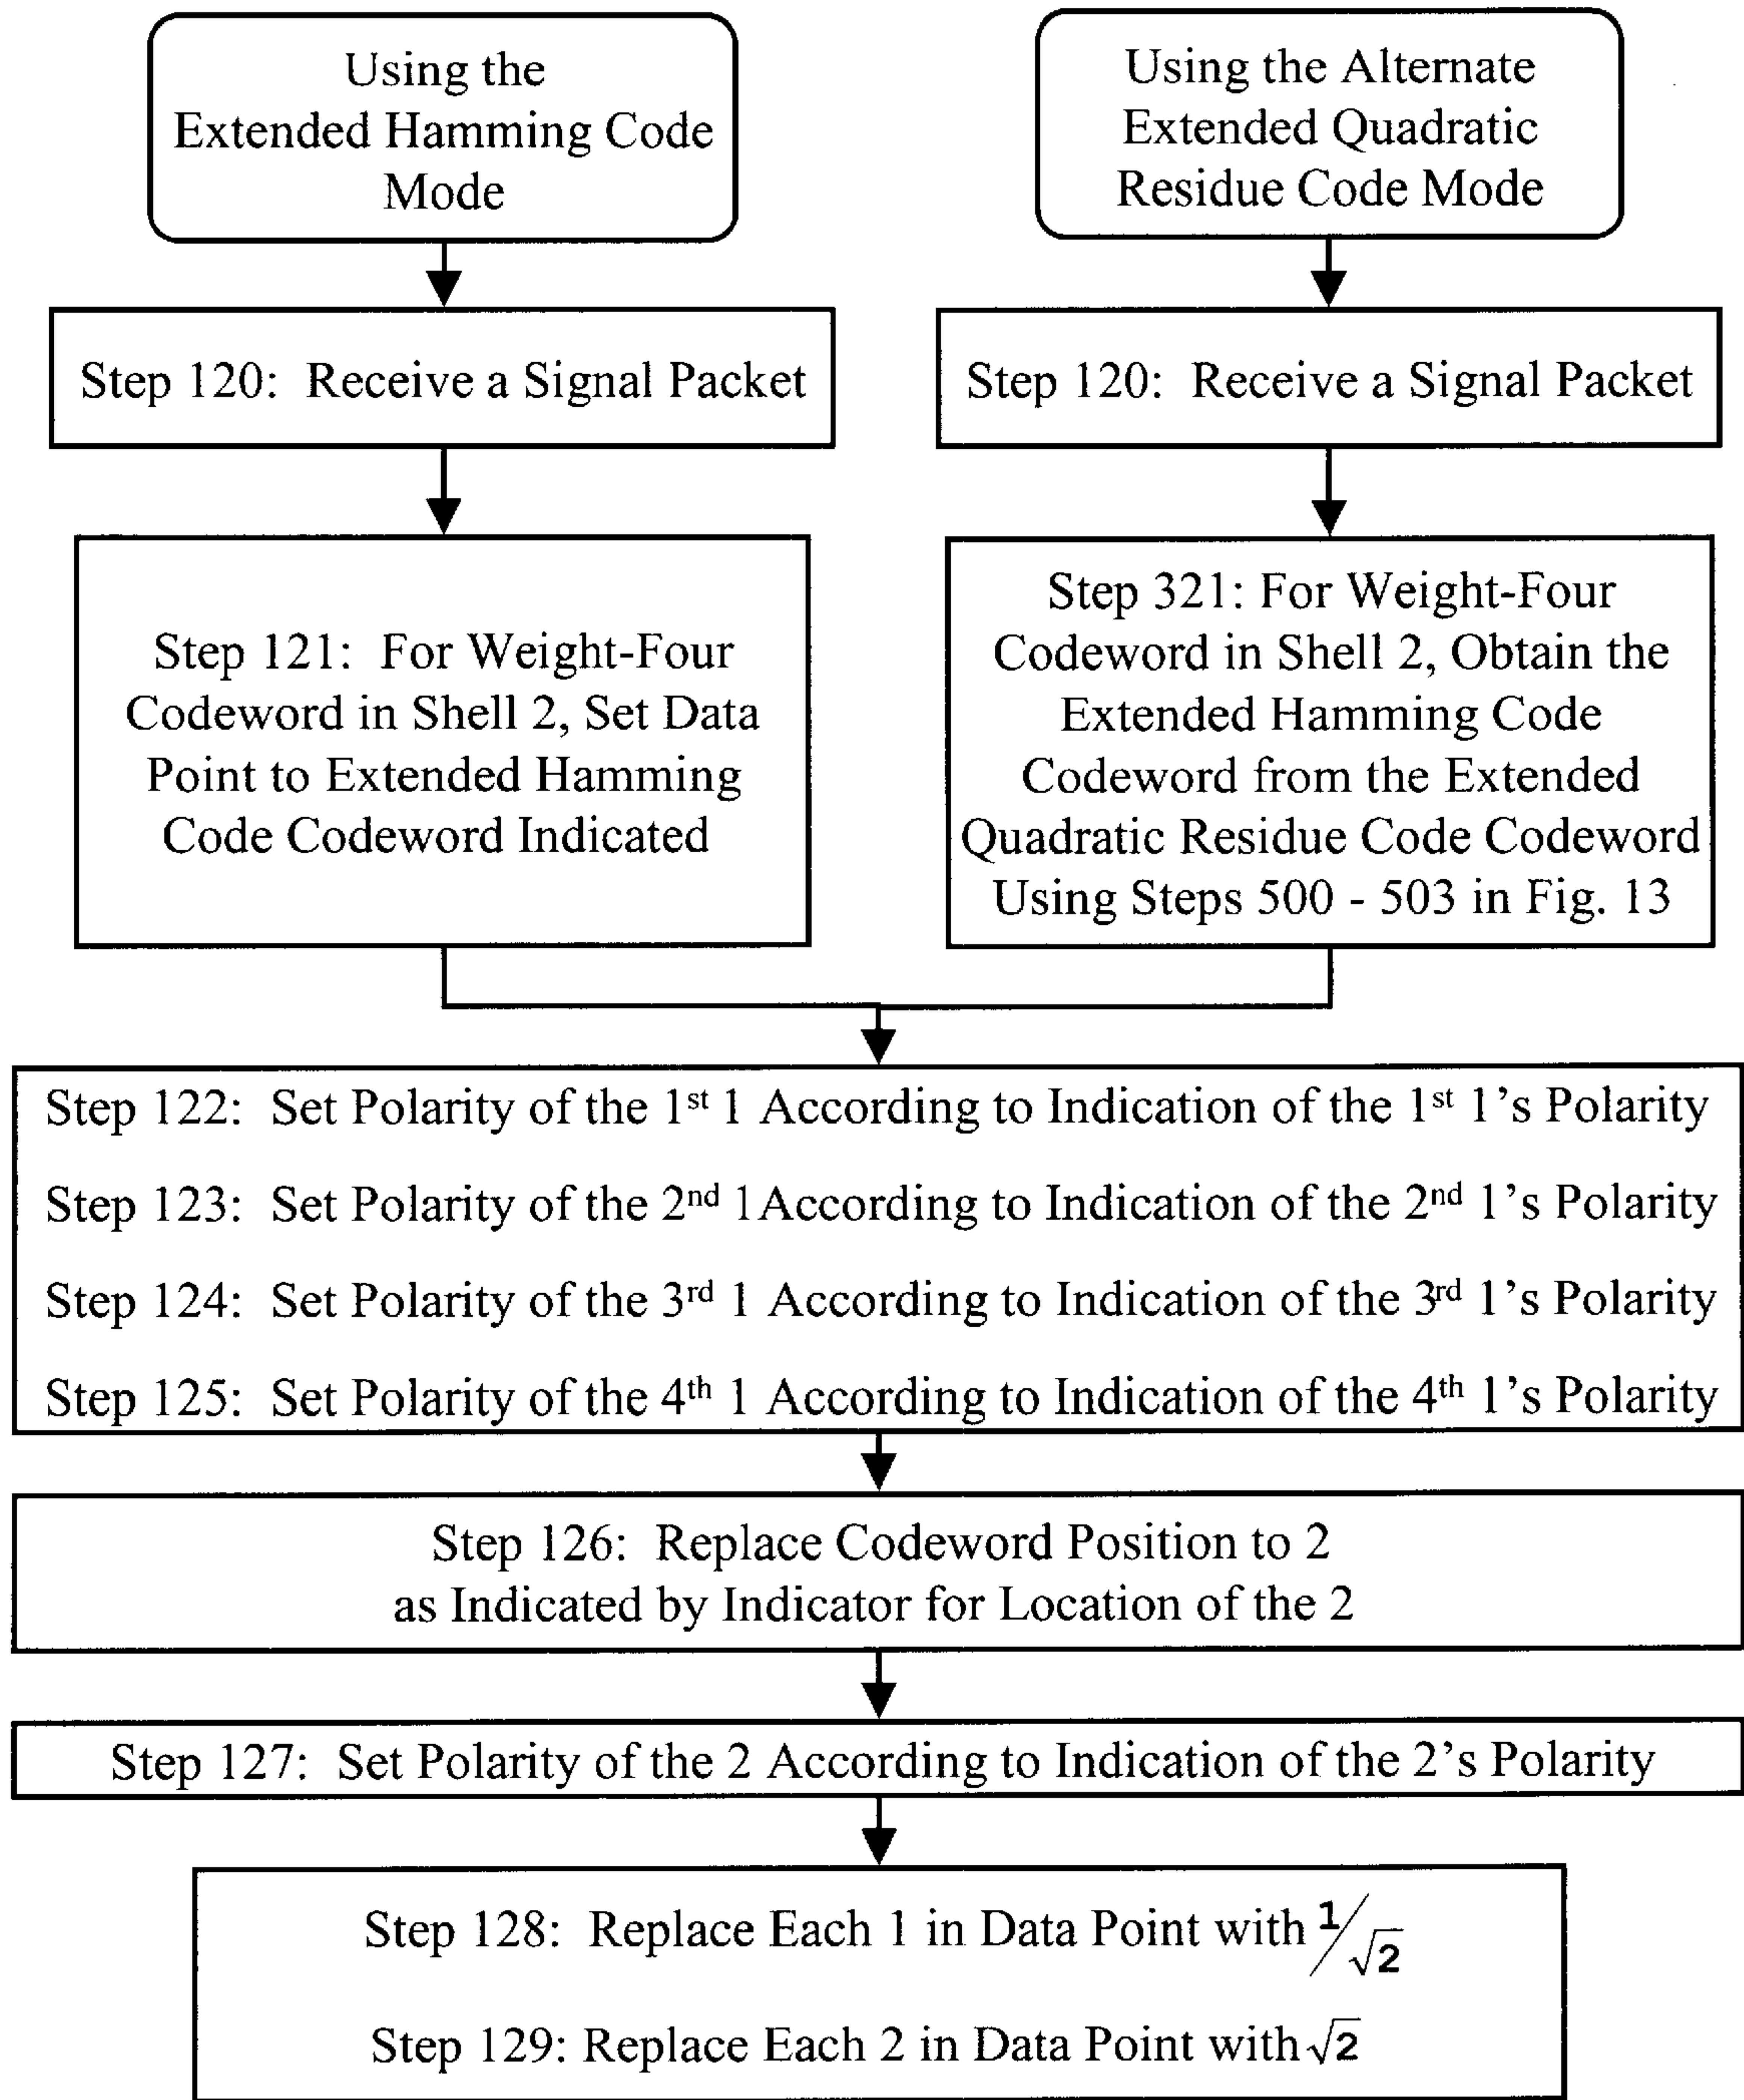 Using the
Extended Hamming Code
Mode
Using the Alternate
Extended Quadratic
Residue Code Mode
Step 120: Receive a Signal Packet
Step 120: Receive a Signal Packet
Step 121: For Weight-Four
Codeword in Shell 2, Set Data
Point to Extended Hamming
Code Codeword Indicated
Step 321: For Weight-Four
Codeword in Shell 2, Obtain the
Extended Hamming Code
Codeword from the Extended
Quadratic Residue Code Codeword
Using Steps 500 - 503 in Fig. 13
Step 122: Set Polarity of the 1st 1 According to Indication of the 1st 1's Polarity
Step 123: Set Polarity of the 2nd 1 According to Indication of the 2nd 1's Polarity
Step 124: Set Polarity of the 3rd 1 According to Indication of the 3rd 1's Polarity
Step 125: Set Polarity of the 4th 1 According to Indication of the 4th 1's Polarity
Step 126: Replace Codeword Position to 2
as Indicated by Indicator for Location of the 2
Step 127: Set Polarity of the 2 According to Indication of the 2's Polarity
Step 128: Replace Each 1 in Data Point with 1/√2
Step 129: Replace Each 2 in Data Point with √2